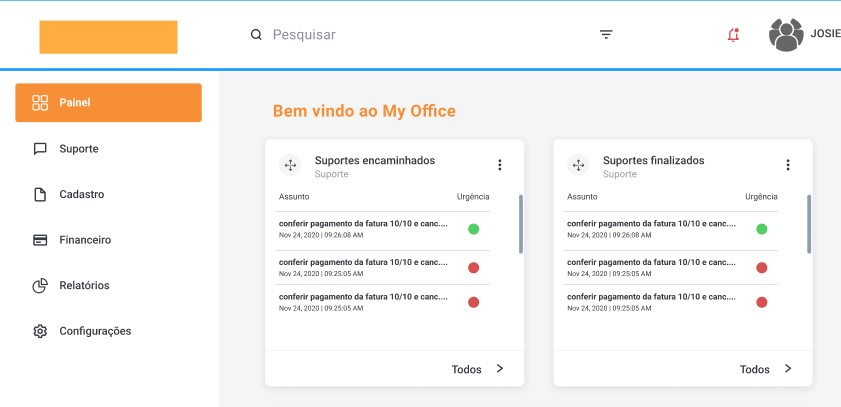 Pesquisar
JOSIE
Painel
Suporte
Cadastro
Financeiro
Relatórios
Configurações
Bem vindo ao My Office
Suportes encaminhados
Suporte
Assunto Urgência
conferir pagamento da fatura 10/10 e canc....
Nov 24, 2020 | 09:26:08 AM
conferir pagamento da fatura 10/10 e canc....
Nov 24, 2020 | 09:25:05 AM
conferir pagamento da fatura 10/10 e canc....
Nov 24, 2020 | 09:25:05 AM
Todos
Suportes finalizados
Suporte
Assunto Urgência
conferir pagamento da fatura 10/10 e canc....
Nov 24, 2020 | 09:26:08 AM
conferir pagamento da fatura 10/10 e canc....
Nov 24, 2020 | 09:25:05 AM
conferir pagamento da fatura 10/10 e canc....
Nov 24, 2020 | 09:25:05 AM
Todos